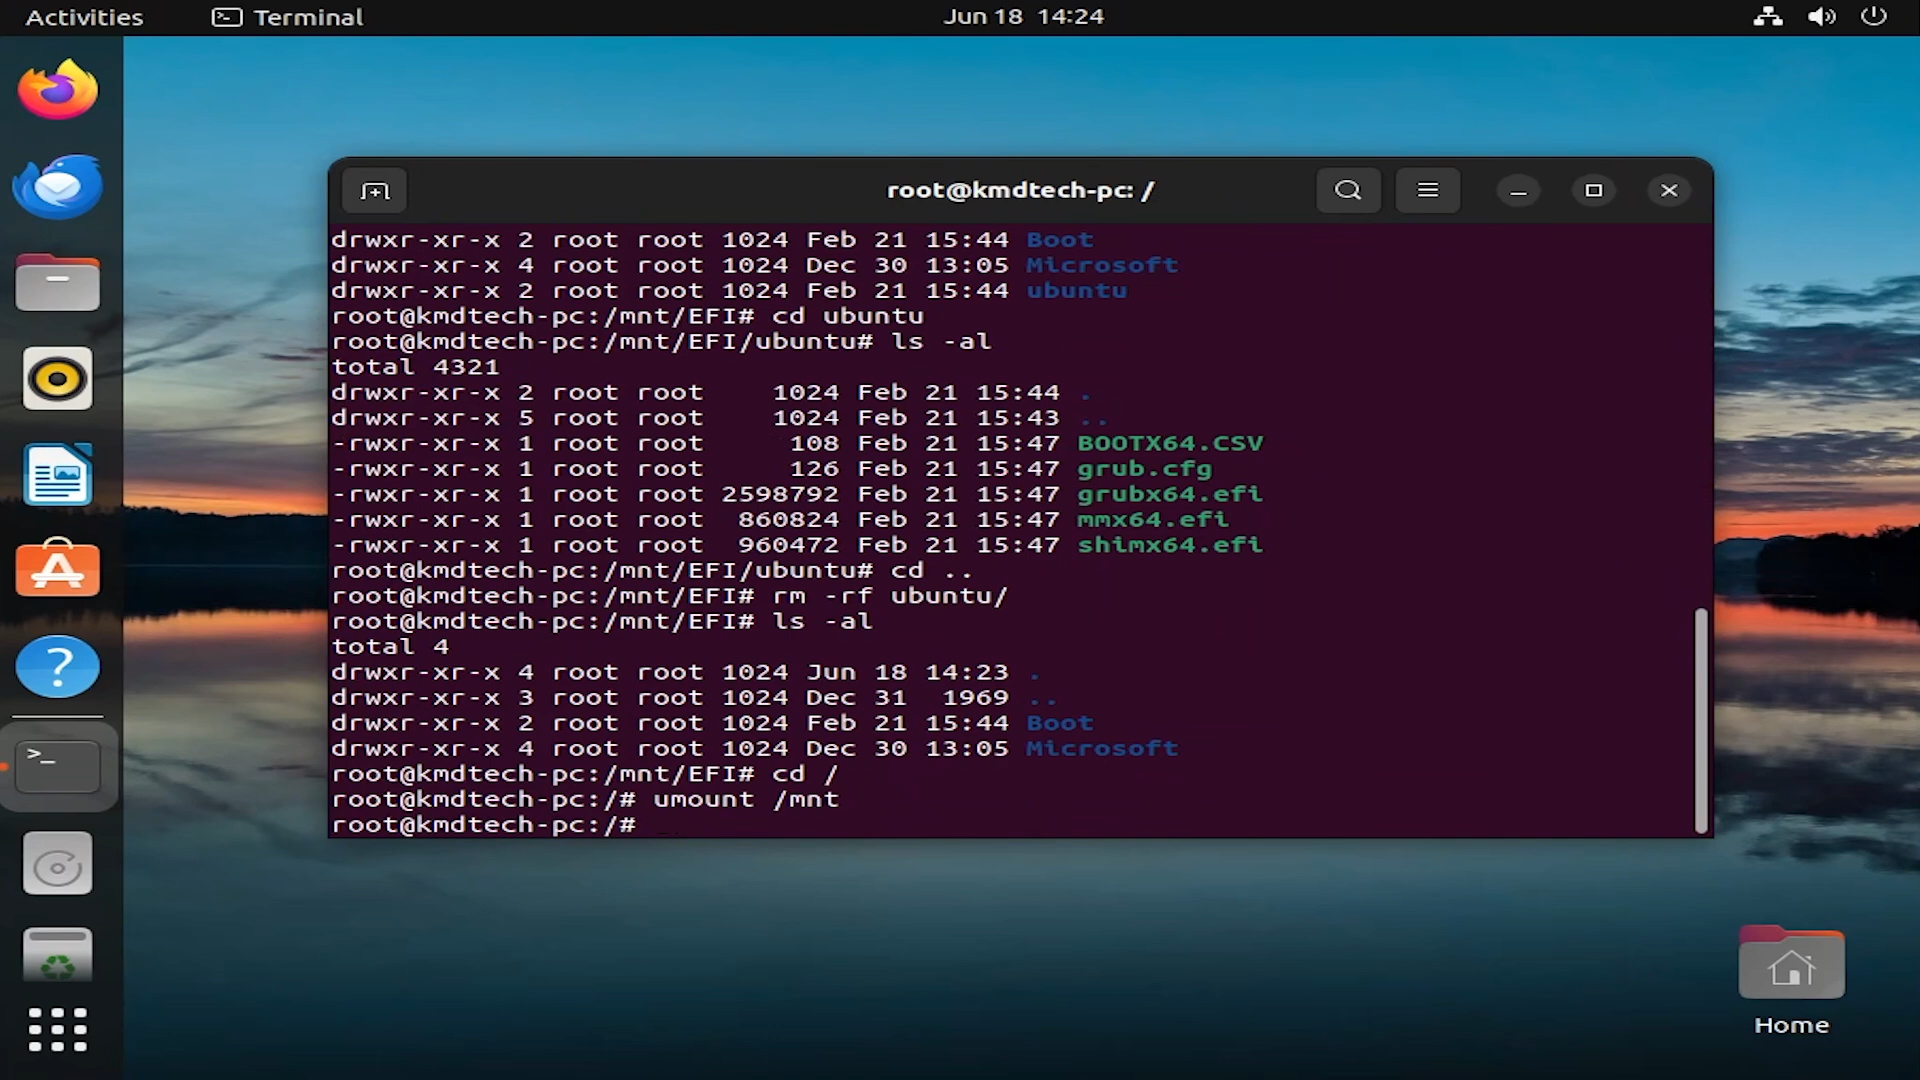 Activities Terminal Jun 18 14:24
root@kmdtech-pc: /
drwxr-xr-x 2 root root 1024 Feb 21 15:44 Boot
drwxr-xr-x 4 root root 1024 Dec 30 13:05 Microsoft
drwxr-xr-x 2 root root 1024 Feb 21 15:44 ubuntu
root@kmdtech-pc:/mnt/EFI# cd ubuntu
root@kmdtech-pc:/mnt/EFI/ubuntu# ls -al
total 4321
drwxr-xr-x 2 root root    1024 Feb 21 15:44 .
drwxr-xr-x 5 root root    1024 Feb 21 15:43 ..
-rwxr-xr-x 1 root root     108 Feb 21 15:47 BOOTX64.CSV
-rwxr-xr-x 1 root root     126 Feb 21 15:47 grub.cfg
-rwxr-xr-x 1 root root 2598792 Feb 21 15:47 grubx64.efi
-rwxr-xr-x 1 root root  860824 Feb 21 15:47 mmx64.efi
-rwxr-xr-x 1 root root  960472 Feb 21 15:47 shimx64.efi
root@kmdtech-pc:/mnt/EFI/ubuntu# cd ..
root@kmdtech-pc:/mnt/EFI# rm -rf ubuntu/
root@kmdtech-pc:/mnt/EFI# ls -al
total 4
drwxr-xr-x 4 root root 1024 Jun 18 14:23 .
drwxr-xr-x 3 root root 1024 Dec 31  1969 ..
drwxr-xr-x 2 root root 1024 Feb 21 15:44 Boot
drwxr-xr-x 4 root root 1024 Dec 30 13:05 Microsoft
root@kmdtech-pc:/mnt/EFI# cd /
root@kmdtech-pc:/# umount /mnt
root@kmdtech-pc:/#
Home